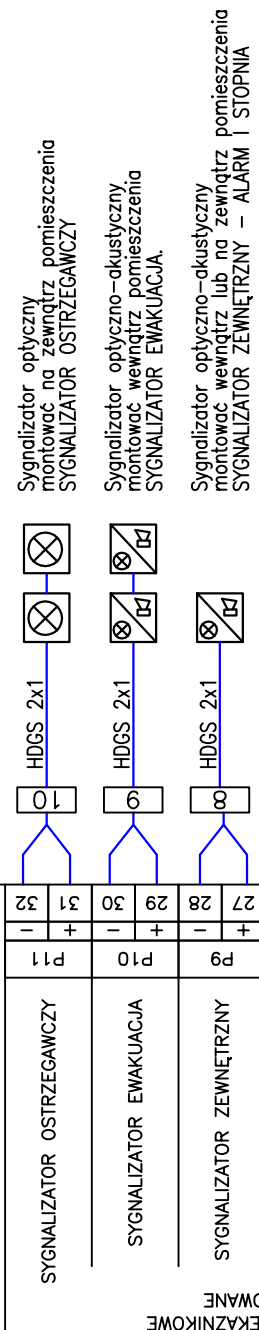 Sygnalizator optyczny
montować na zewnątrz pomieszczenia
SYGNALIZATOR OSTRZEGAWCZY
HDGS 2x1
10
32
31
-
+
P11
SYGNALIZATOR OSTRZEGAWCZY
Sygnalizator optyczno-akustyczny
montować wewnątrz pomieszczenia
SYGNALIZATOR EWAKUACJA.
HDGS 2x1
9
30
29
-
+
P10
SYGNALIZATOR EWAKUACJA
Sygnalizator optyczno-akustyczny
montować wewnątrz lub na zewnątrz pomieszczenia
SYGNALIZATOR ZEWNĘTRZNY - ALARM I STOPNIA
HDGS 2x1
8
28
27
-
+
P9
SYGNALIZATOR ZEWNĘTRZNY